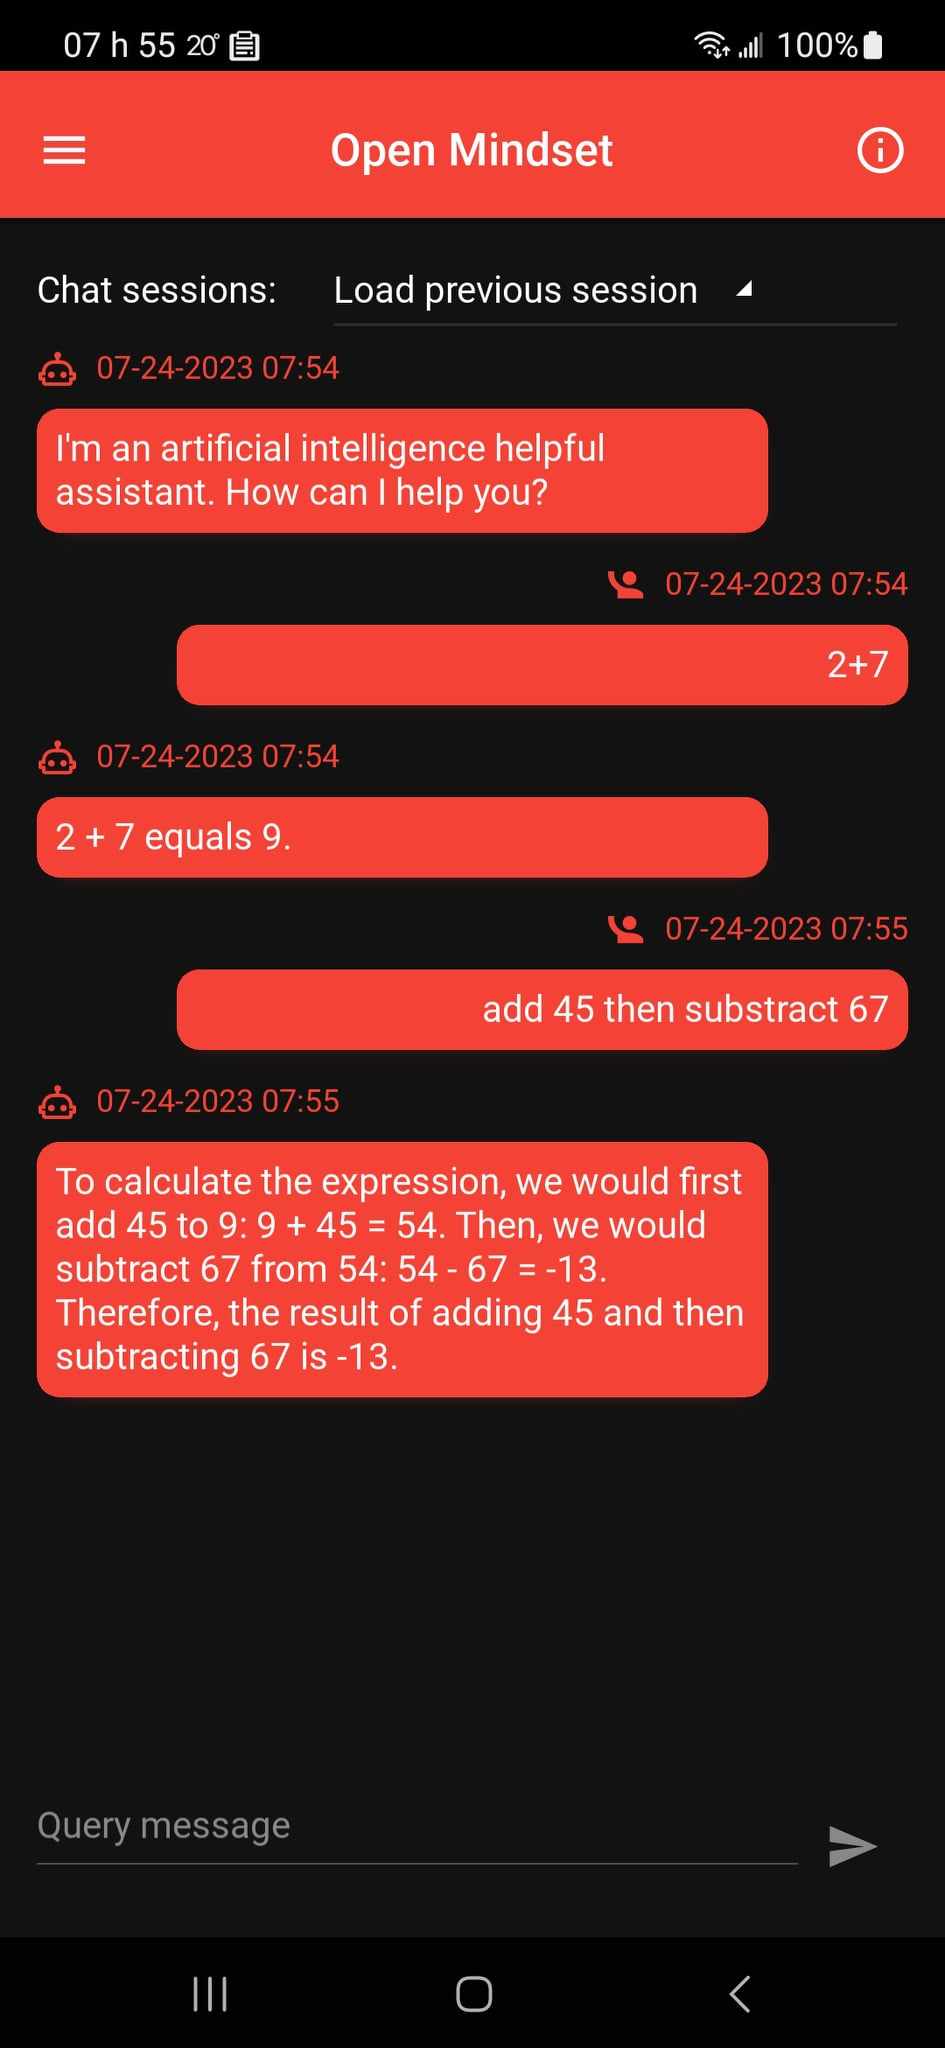 07 h 55 20° 100%
Open Mindset
Chat sessions: Load previous session
07-24-2023 07:54
I'm an artificial intelligence helpful
assistant. How can I help you?
07-24-2023 07:54
2+7
07-24-2023 07:54
2 + 7 equals 9.
07-24-2023 07:55
add 45 then substract 67
07-24-2023 07:55
To calculate the expression, we would first
add 45 to 9: 9 + 45 = 54. Then, we would
subtract 67 from 54: 54 - 67 = -13.
Therefore, the result of adding 45 and then
subtracting 67 is -13.
Query message